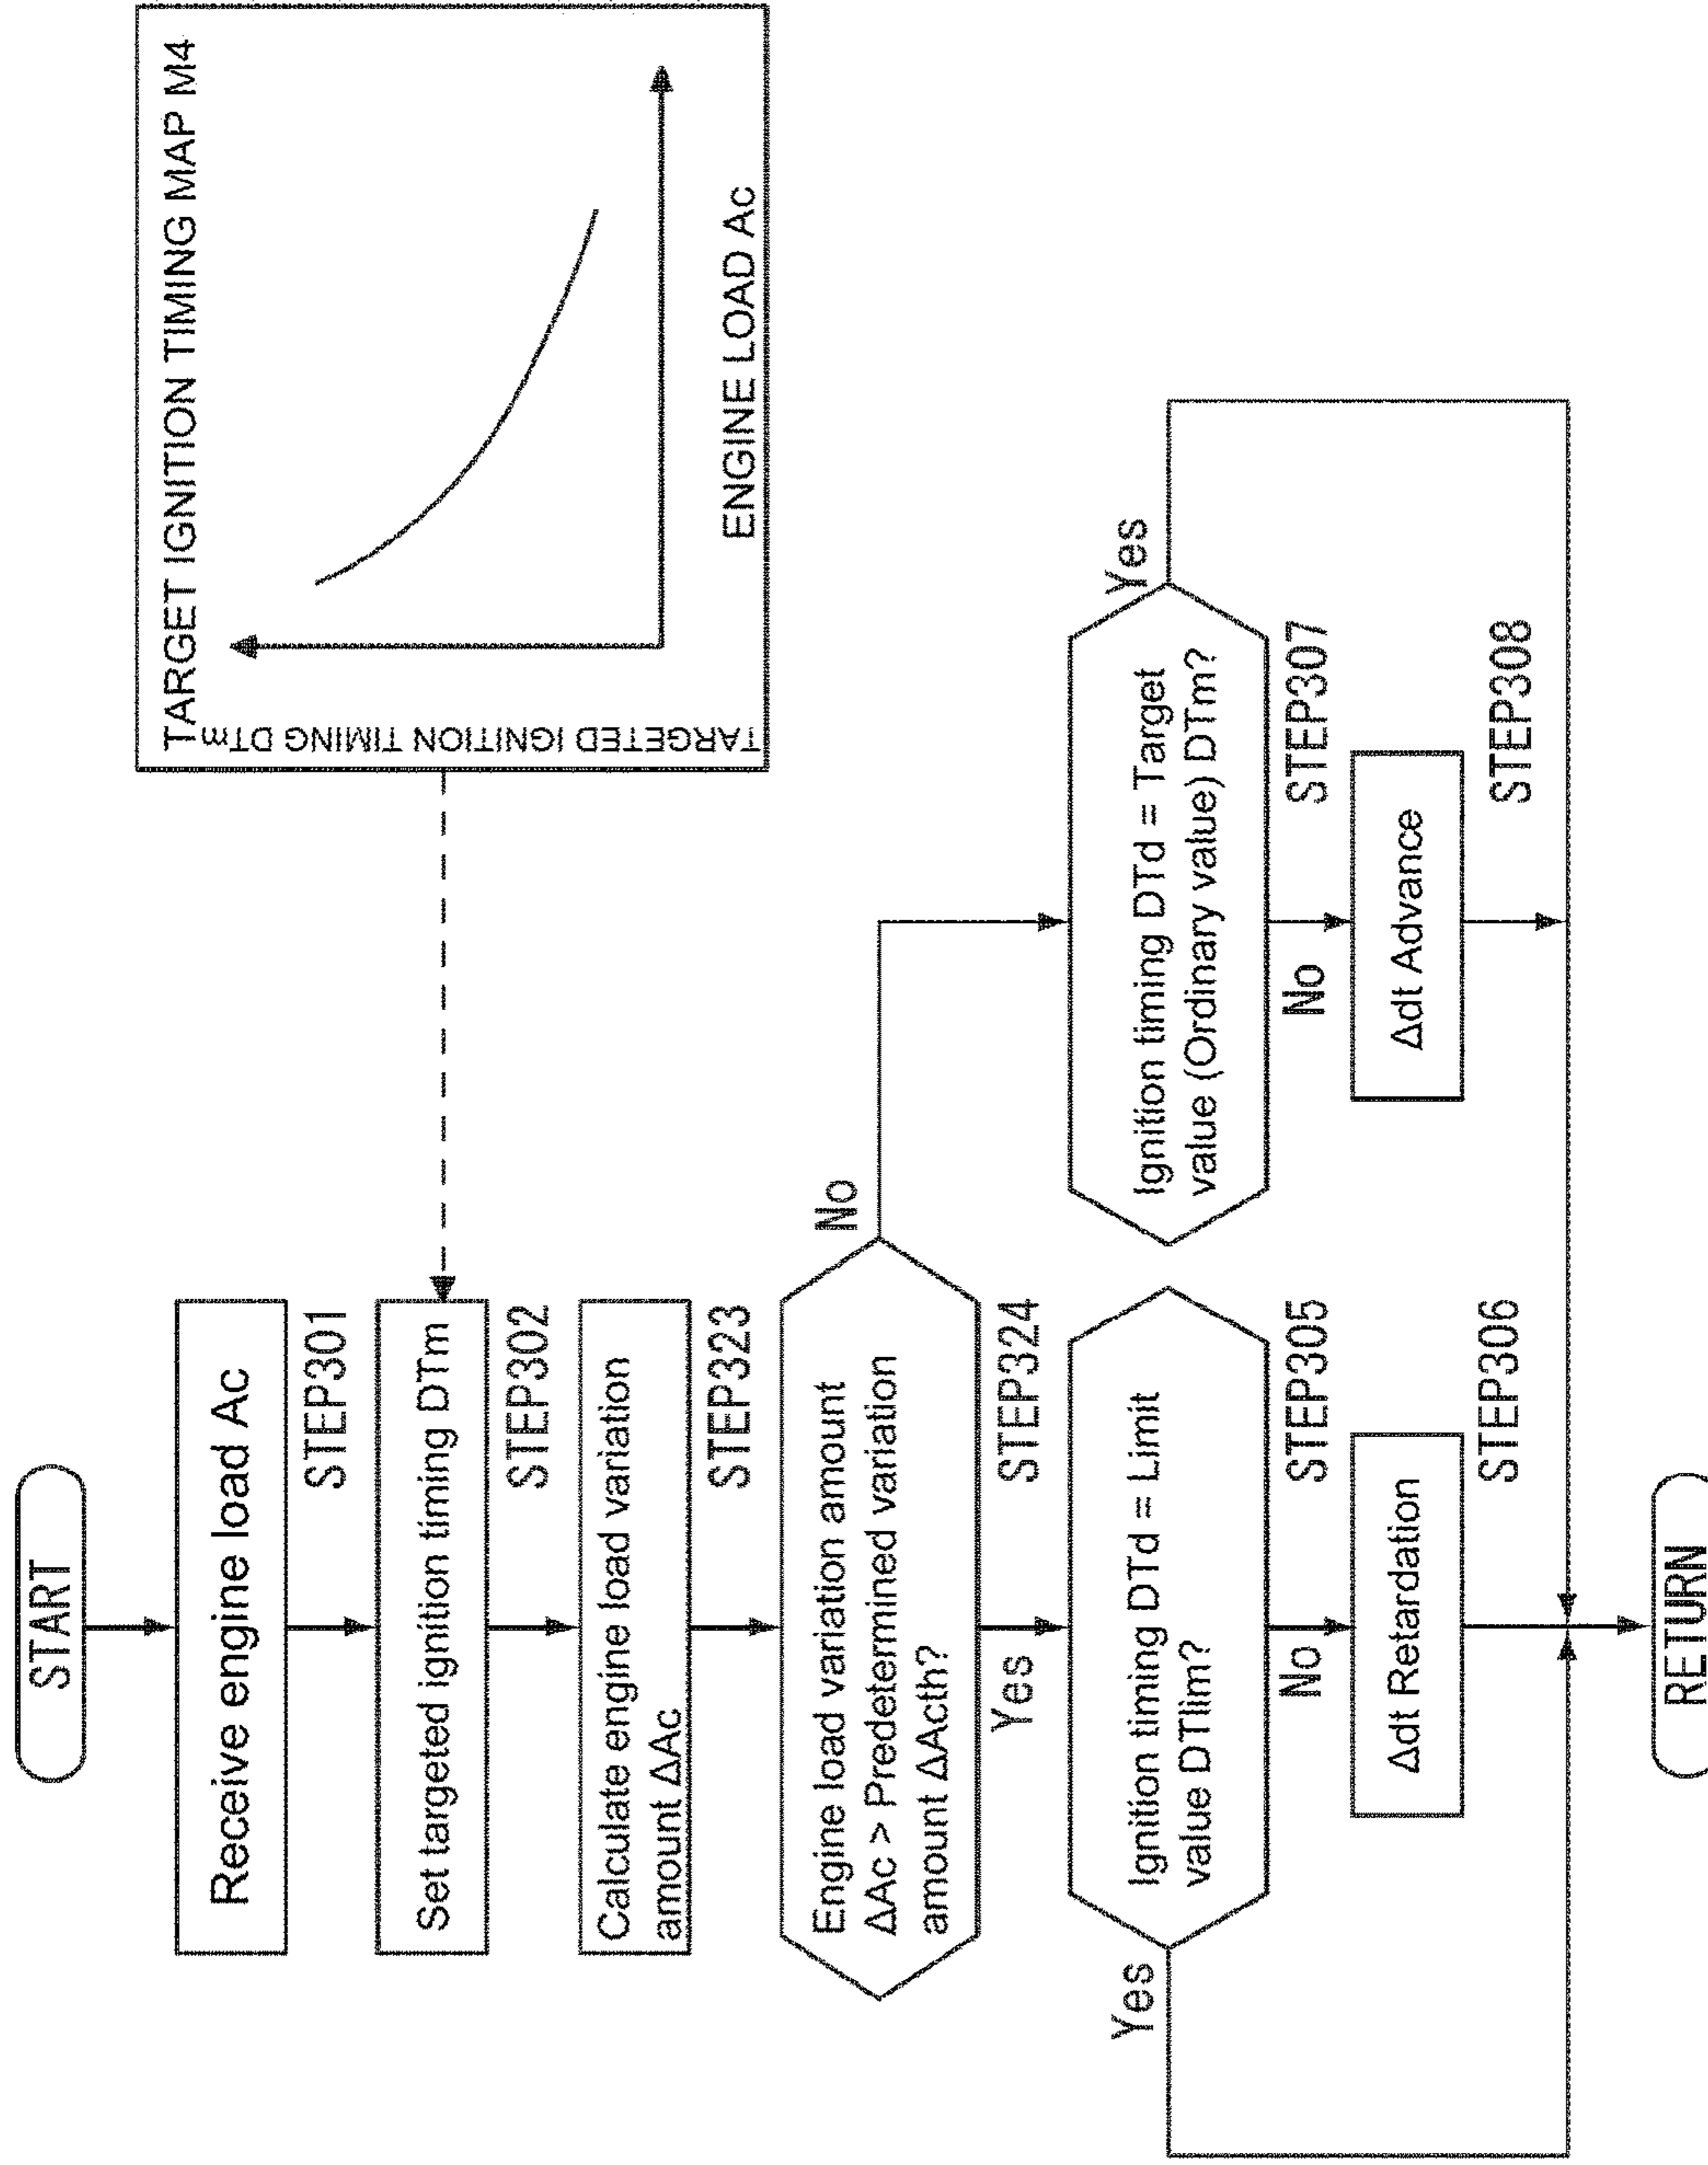 START
Receive engine load Ac
STEP301
Set targeted ignition timing DTm
STEP302
TARGET IGNITION TIMING MAP M4
TARGETED IGNITION TIMING DTm
ENGINE LOAD Ac
Calculate engine load variation
amount ΔAc
STEP323
Engine load variation amount
ΔAc > Predetermined variation
amount ΔActh?
No
STEP324
Yes
Ignition timing DTd = Limit
value DTlim?
Yes
STEP305
No
Δdt Retardation
STEP306
Ignition timing DTd = Target
value (Ordinary value) DTm?
Yes
STEP307
No
Δdt Advance
STEP308
RETURN